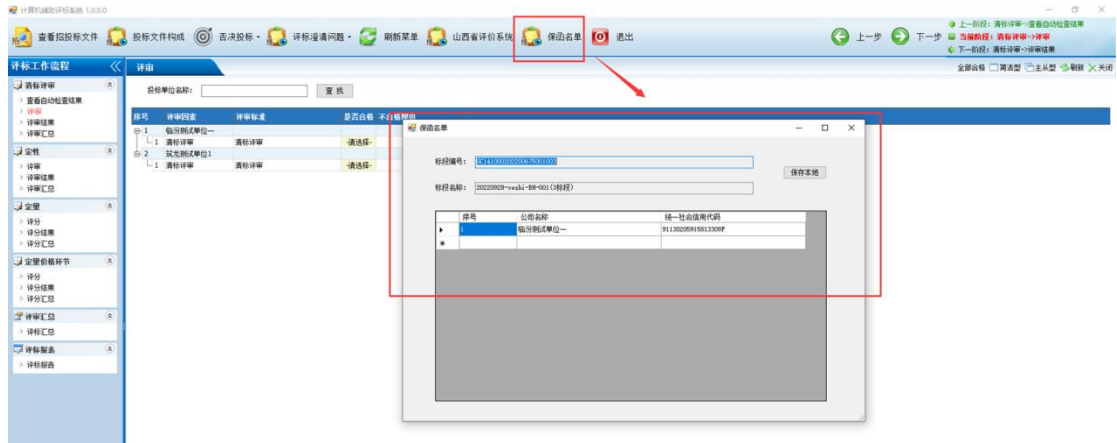 计算机辅助评标系统 1.0.0.0
查看招投标文件 投标文件构成 否决投标 评标澄清问题 刷新菜单 山西省评价系统 保函名单 退出
上一步 下一步
上一阶段：清标评审->查看自动检查结果
当前阶段：清标评审->评审
下一阶段：清标评审->评审结果
评标工作流程
评审
全部合格 简洁型 主从型 刷新 关闭
清标评审
> 查看自动检查结果
> 评审
> 评审结果
> 评审汇总
定性
> 评审
> 评审结果
> 评审汇总
定量
> 评分
> 评分结果
> 评分汇总
定量价格环节
> 评分
> 评分结果
> 评分汇总
评审汇总
> 评标汇总
评标报表
> 评标报告
投标单位名称： 查 找
序号 评审因素 评审标准 是否合格 不合格理由
1 临汾测试单位一
1 清标评审 清标评审 -请选择-
2 筑龙测试单位1
1 清标评审 清标评审 -请选择-
保函名单
标段编号：
保存本地
标段名称： 20220928-ceshi-BH-001(3标段)
序号 公司名称 统一社会信用代码
1 临汾测试单位一 91130205915813309F